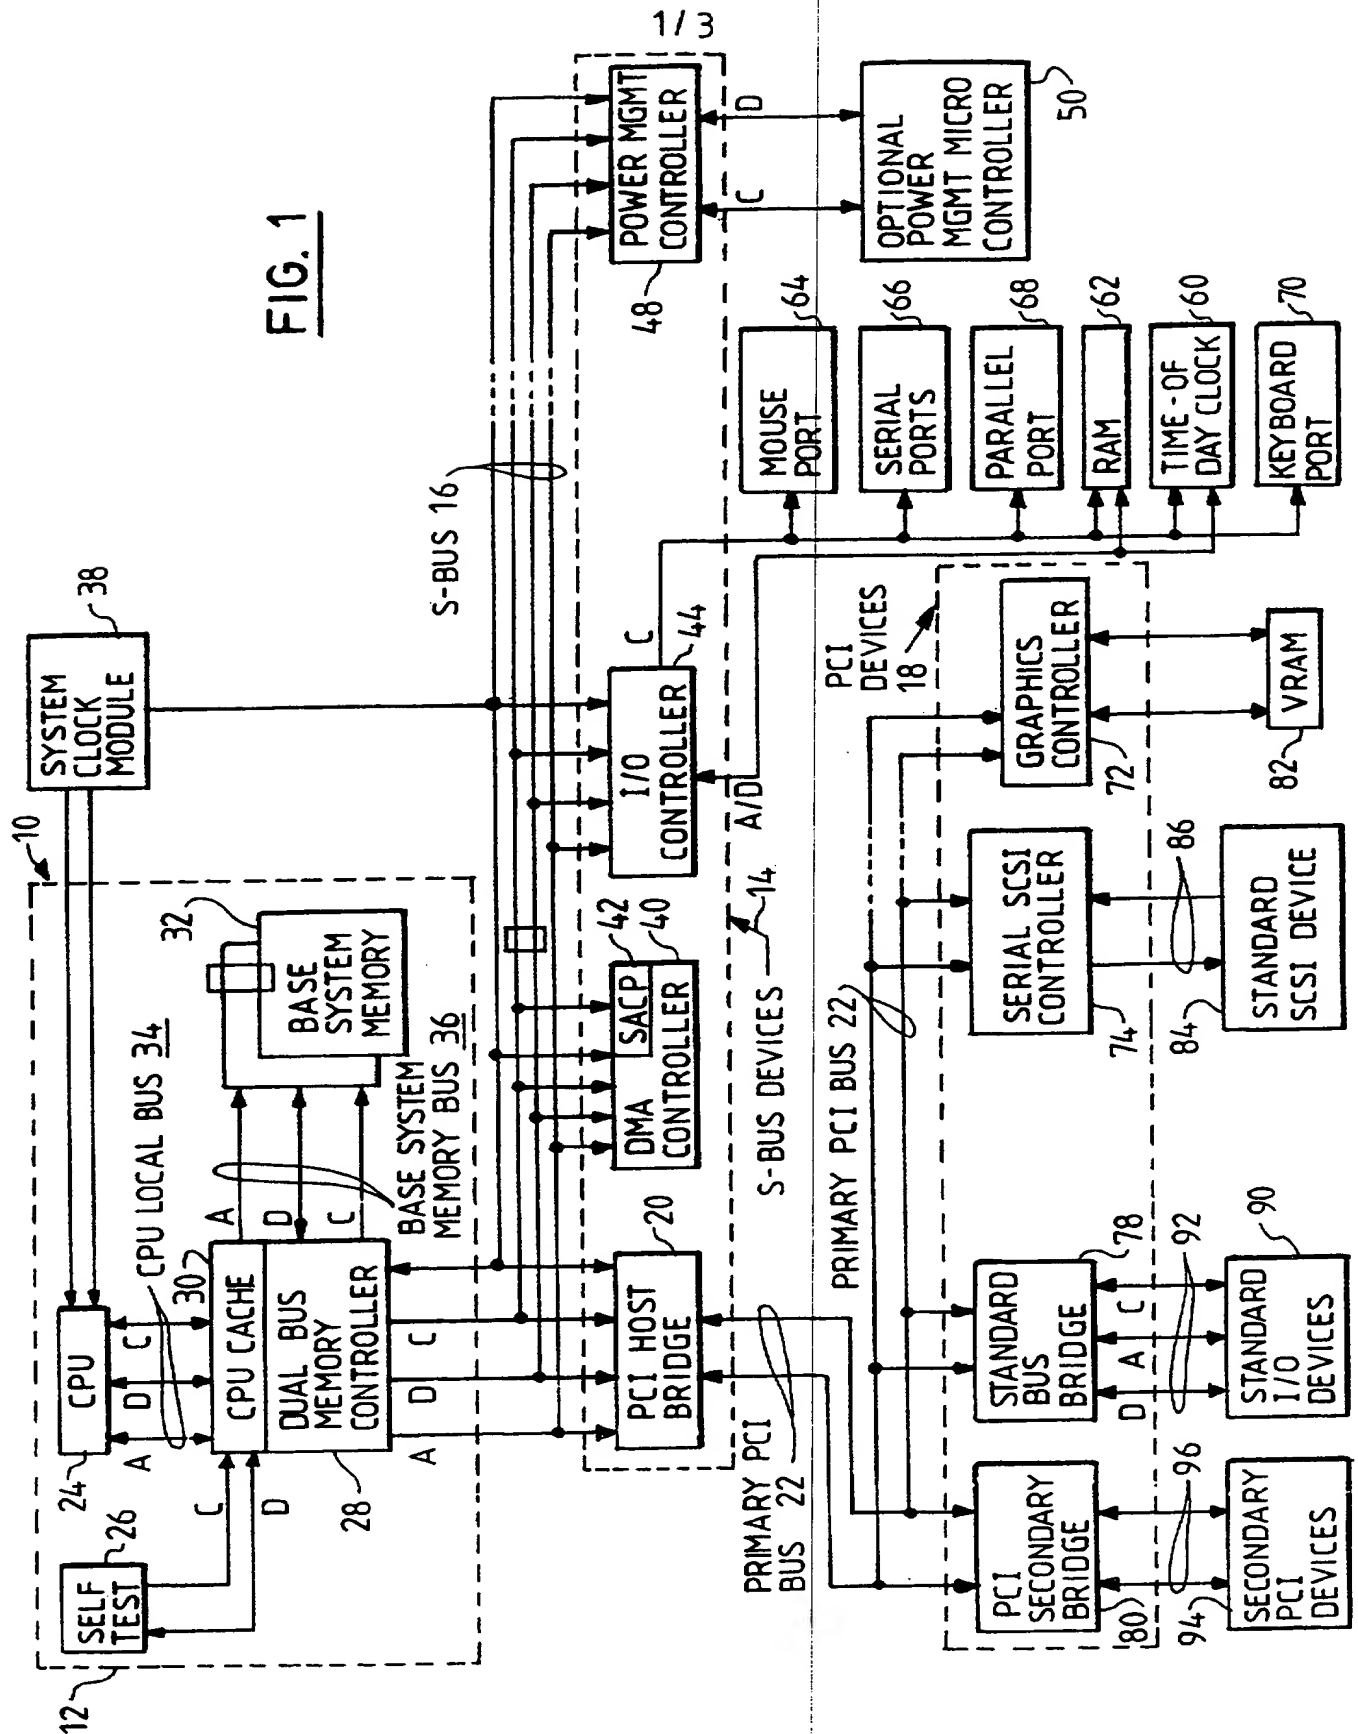 1/3
FIG. 1
10
12
SYSTEM
CLOCK
MODULE
38
CPU
24
SELF
TEST
26
A
D
C
CPU LOCAL BUS 34
C
D
30
CPU CACHE
DUAL BUS
MEMORY
CONTROLLER
28
A
D
C
32
BASE
SYSTEM
MEMORY
BASE SYSTEM
MEMORY BUS 36
A
D
C
S-BUS 16
PCI HOST
BRIDGE
20
DMA
CONTROLLER
SACP
42
40
I/O
CONTROLLER
44
C
A/D
POWER MGMT
CONTROLLER
48
C
D
OPTIONAL
POWER
MGMT MICRO
CONTROLLER
50
S-BUS DEVICES
14
MOUSE
PORT
64
SERIAL
PORTS
66
PARALLEL
PORT
68
RAM
62
TIME-OF
DAY CLOCK
60
KEYBOARD
PORT
70
PRIMARY PCI
BUS 22
PRIMARY PCI BUS 22
PCI
DEVICES
18
PCI
SECONDARY
BRIDGE
80
STANDARD
BUS
BRIDGE
78
SERIAL SCSI
CONTROLLER
74
GRAPHICS
CONTROLLER
72
96
D
A
C
92
86
94
SECONDARY
PCI
DEVICES
STANDARD
I/O
DEVICES
90
84
STANDARD
SCSI DEVICE
82
VRAM